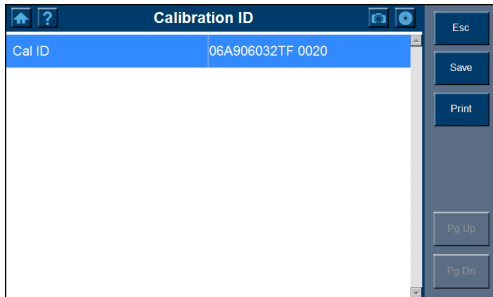 ? Calibration ID
Esc
Cal ID 06A906032TF 0020
Save
Print
Pg Up
Pg Dn